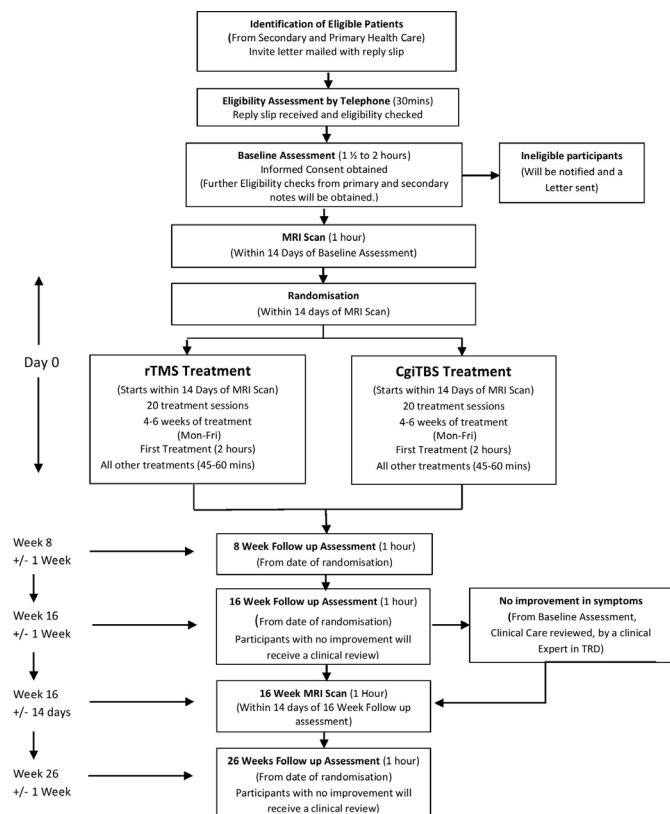 Identification of Eligible Patients
(From Secondary and Primary Health Care)
Invite letter mailed with reply slip
Eligibility Assessment by Telephone (30mins)
Reply slip received and eligibility checked
Baseline Assessment (1 ½ to 2 hours)
Informed Consent obtained
(Further Eligibility checks from primary and secondary
notes will be obtained.)
Ineligible participants
(Will be notified and a
Letter sent)
MRI Scan (1 hour)
(Within 14 Days of Baseline Assessment)
Randomisation
(Within 14 days of MRI Scan)
Day 0
rTMS Treatment
(Starts within 14 Days of MRI Scan)
20 treatment sessions
4-6 weeks of treatment
(Mon-Fri)
First Treatment (2 hours)
All other treatments (45-60 mins)
CgiTBS Treatment
(Starts within 14 Days of MRI Scan)
20 treatment sessions
4-6 weeks of treatment
(Mon-Fri)
First Treatment (2 hours)
All other treatments (45-60 mins)
Week 8
+/- 1 Week
8 Week Follow up Assessment (1 hour)
(From date of randomisation)
Week 16
+/- 1 Week
16 Week Follow up Assessment (1 hour)
(From date of randomisation)
Participants with no improvement will
receive a clinical review
No improvement in symptoms
(From Baseline Assessment,
Clinical Care reviewed, by a clinical
Expert in TRD)
Week 16
+/- 14 days
16 Week MRI Scan (1 Hour)
(Within 14 days of 16 Week Follow up
assessment)
Week 26
+/- 1 Week
26 Weeks Follow up Assessment (1 hour)
(From date of randomisation)
Participants with no improvement will
receive a clinical review)